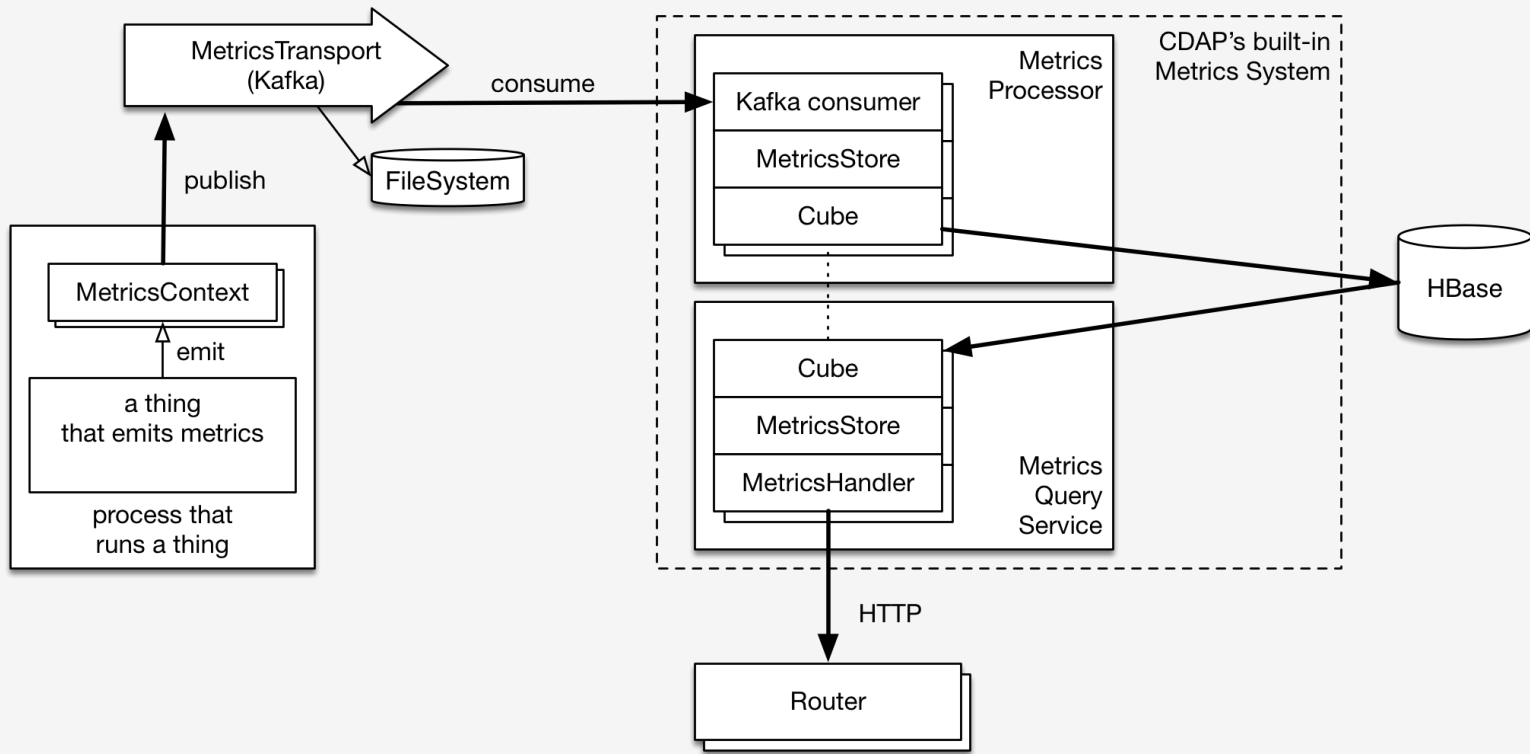 MetricsTransport
(Kafka)
consume
publish
FileSystem
MetricsContext
emit
a thing
that emits metrics
process that
runs a thing
CDAP's built-in
Metrics System
Metrics
Processor
Kafka consumer
MetricsStore
Cube
HBase
Cube
MetricsStore
MetricsHandler
Metrics
Query
Service
HTTP
Router